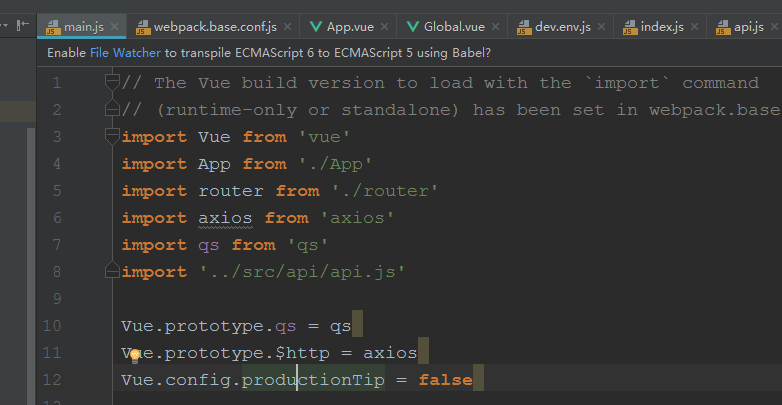 main.js webpack.base.conf.js App.vue Global.vue dev.env.js index.js api.js
Enable File Watcher to transpile ECMAScript 6 to ECMAScript 5 using Babel?
1 // The Vue build version to load with the `import` command
2 // (runtime-only or standalone) has been set in webpack.base
3 import Vue from 'vue'
4 import App from './App'
5 import router from './router'
6 import axios from 'axios'
7 import qs from 'qs'
8 import '../src/api/api.js'
9
10 Vue.prototype.qs = qs
11 Vue.prototype.$http = axios
12 Vue.config.productionTip = false